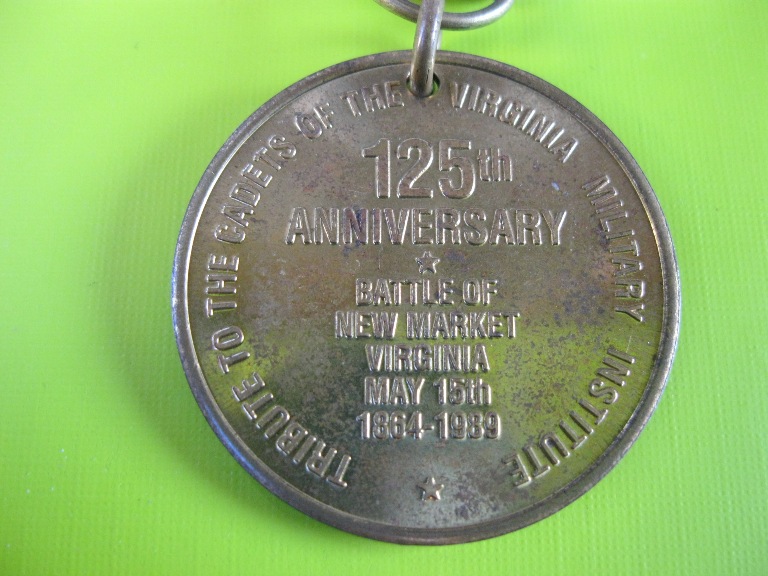 TRIBUTE TO THE CADETS OF THE VIRGINIA MILITARY INSTITUTE
125th
ANNIVERSARY
BATTLE OF
NEW MARKET
VIRGINIA
MAY 15th
1864-1989